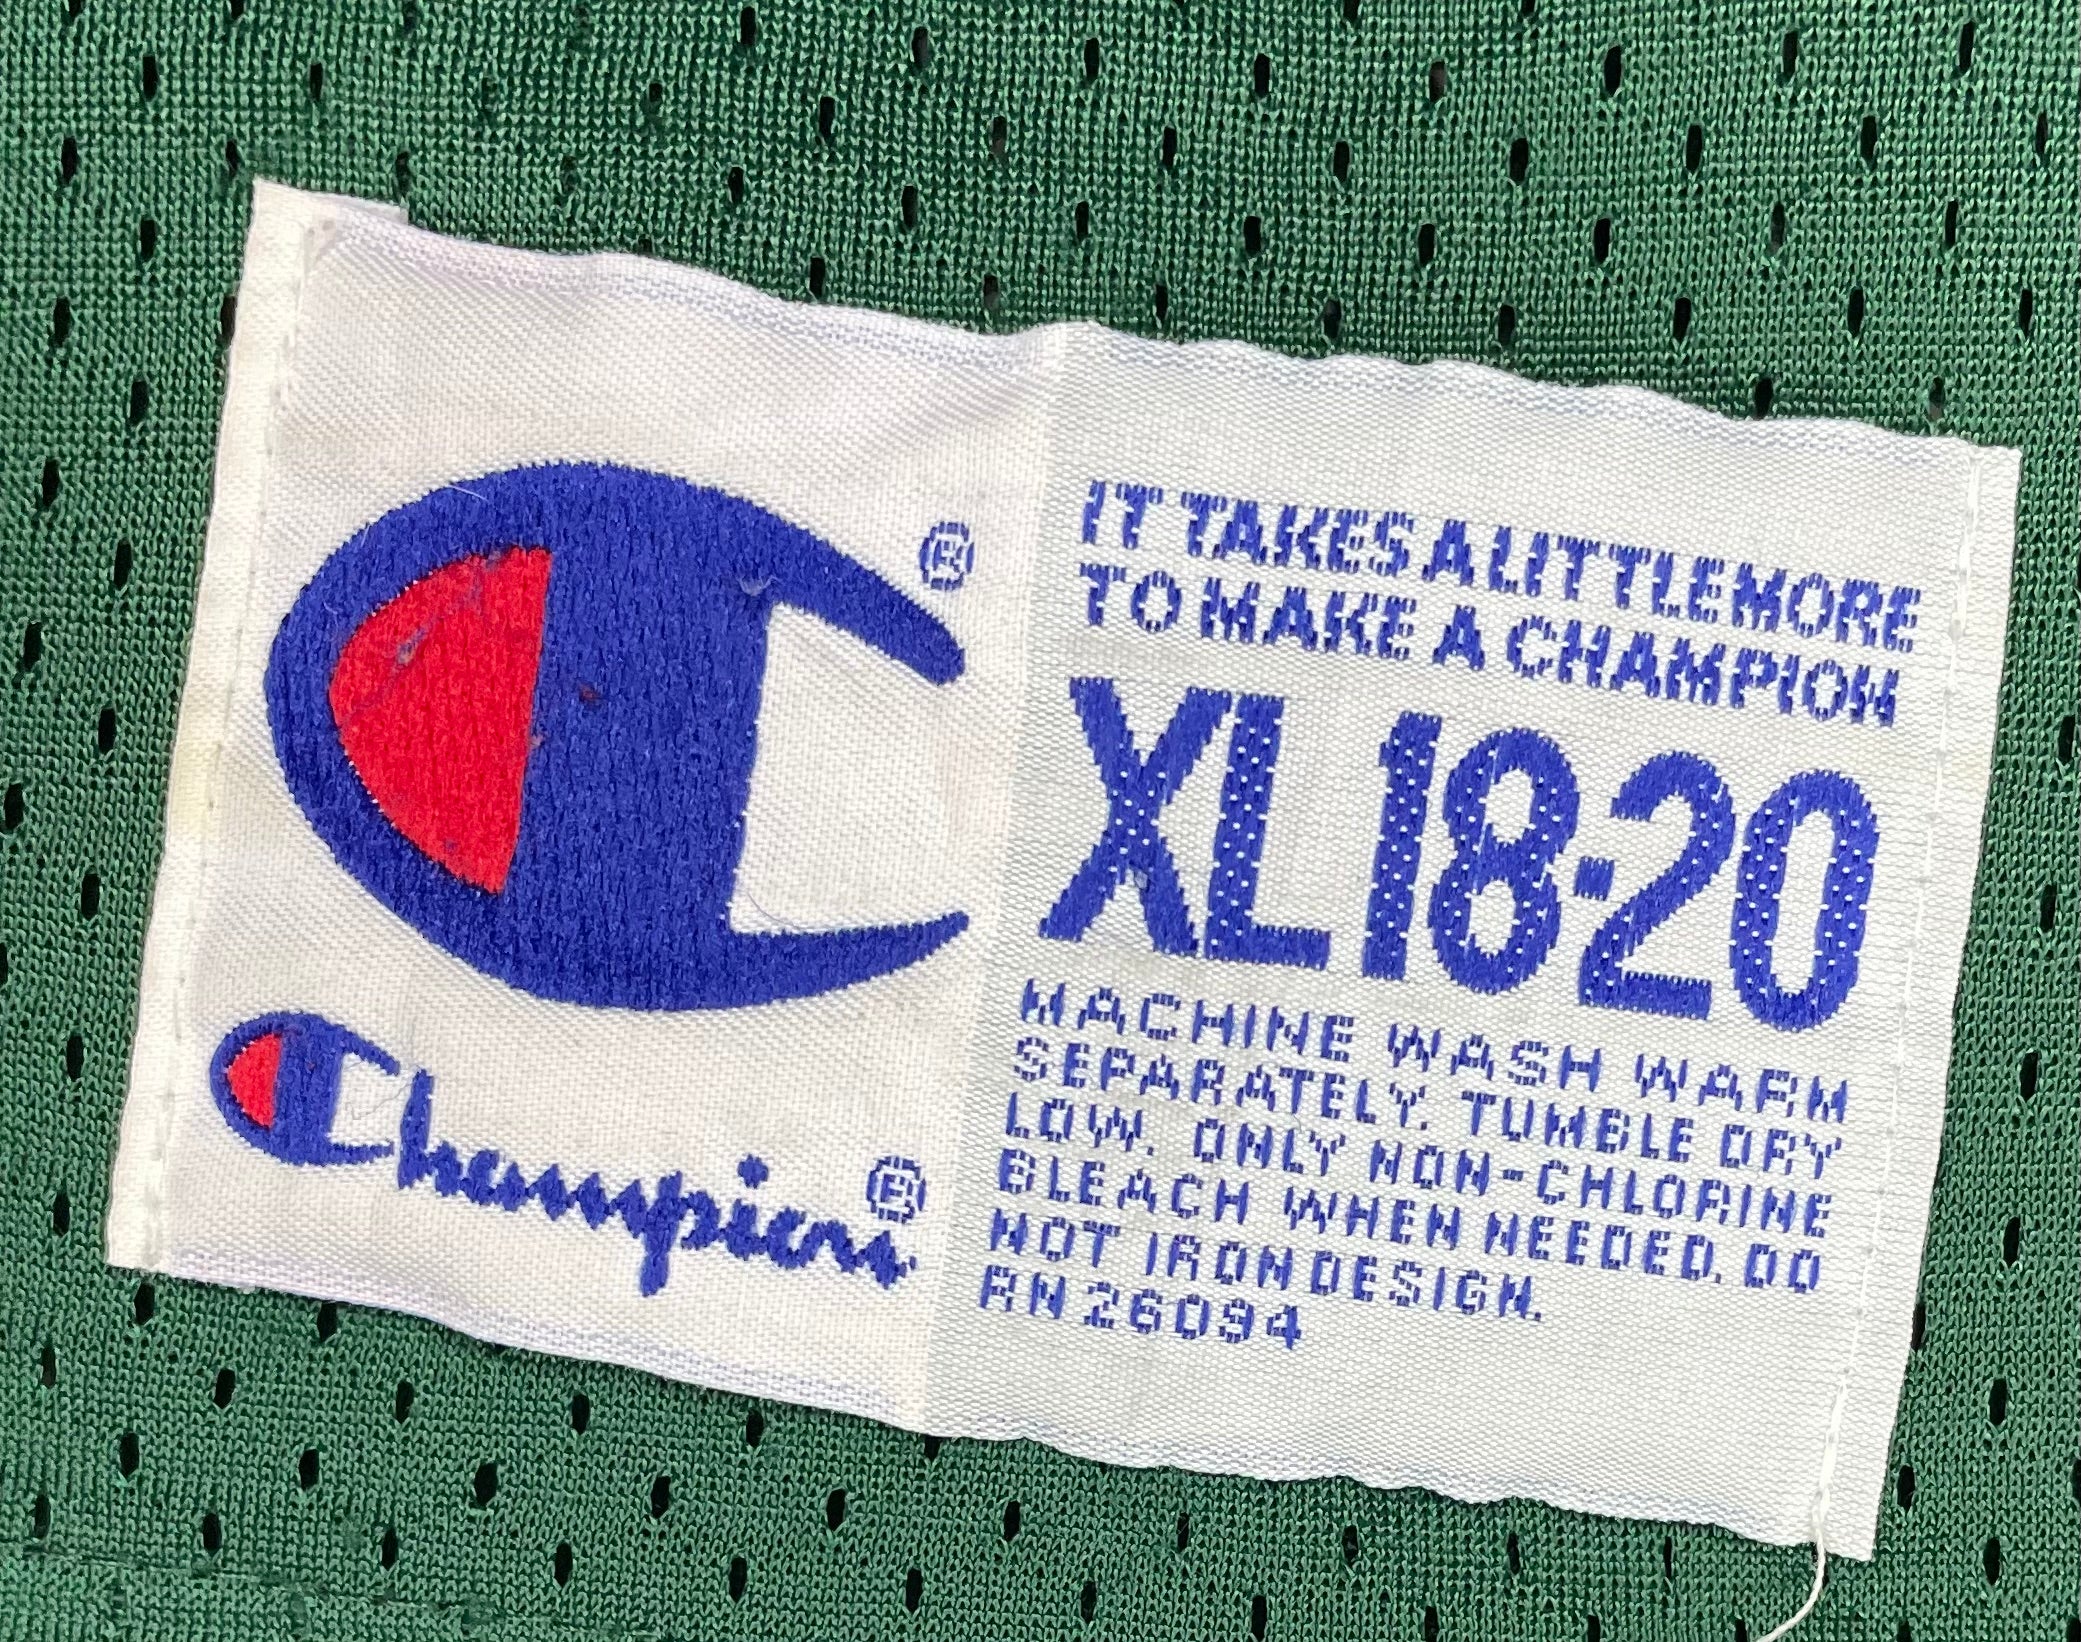 ®
Champion®
IT TAKES A LITTLE MORE
TO MAKE A CHAMPION
XL 18-20
MACHINE WASH WARM
SEPARATELY. TUMBLE DRY
LOW. ONLY NON-CHLORINE
BLEACH WHEN NEEDED. DO
NOT IRON DESIGN.
RN 26094